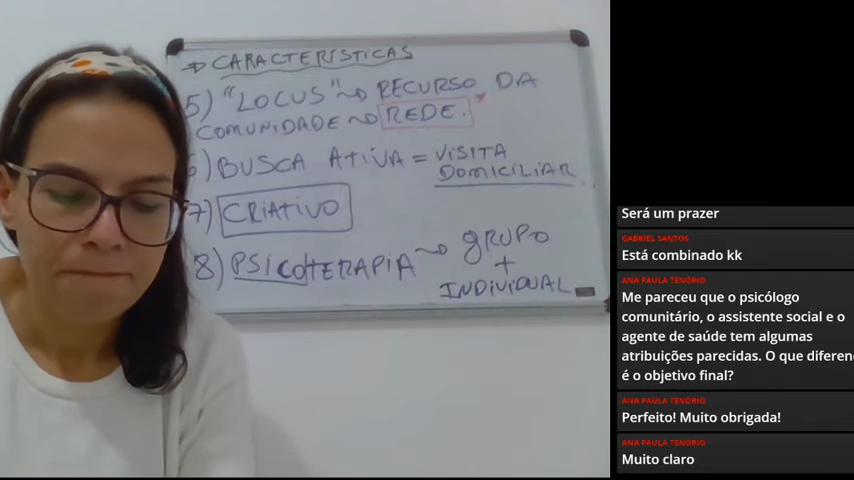 → CARACTERÍSTICAS
5) "LOCUS" → RECURSO DA
COMUNIDADE → REDE.*
6) BUSCA ATIVA = VISITA
DOMICILIAR
7) CRIATIVO
8) PSICOTERAPIA → GRUPO
+
INDIVIDUAL
Será um prazer
GABRIEL SANTOS
Está combinado kk
ANA PAULA TENÓRIO
Me pareceu que o psicólogo
comunitário, o assistente social e o
agente de saúde tem algumas
atribuições parecidas. O que diferen
é o objetivo final?
ANA PAULA TENÓRIO
Perfeito! Muito obrigada!
ANA PAULA TENÓRIO
Muito claro